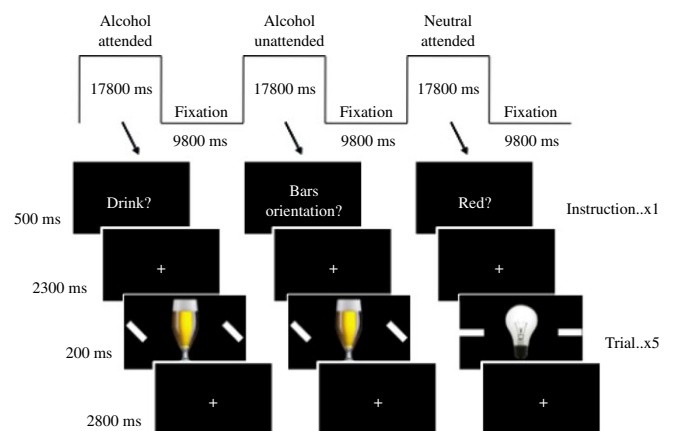 Alcohol
attended
Alcohol
unattended
Neutral
attended
17800 ms
Fixation
17800 ms
Fixation
17800 ms
Fixation
9800 ms
9800 ms
9800 ms
Drink?
Bars
orientation?
Red?
Instruction..x1
500 ms
+
+
+
2300 ms
200 ms
Trial..x5
+
+
+
2800 ms